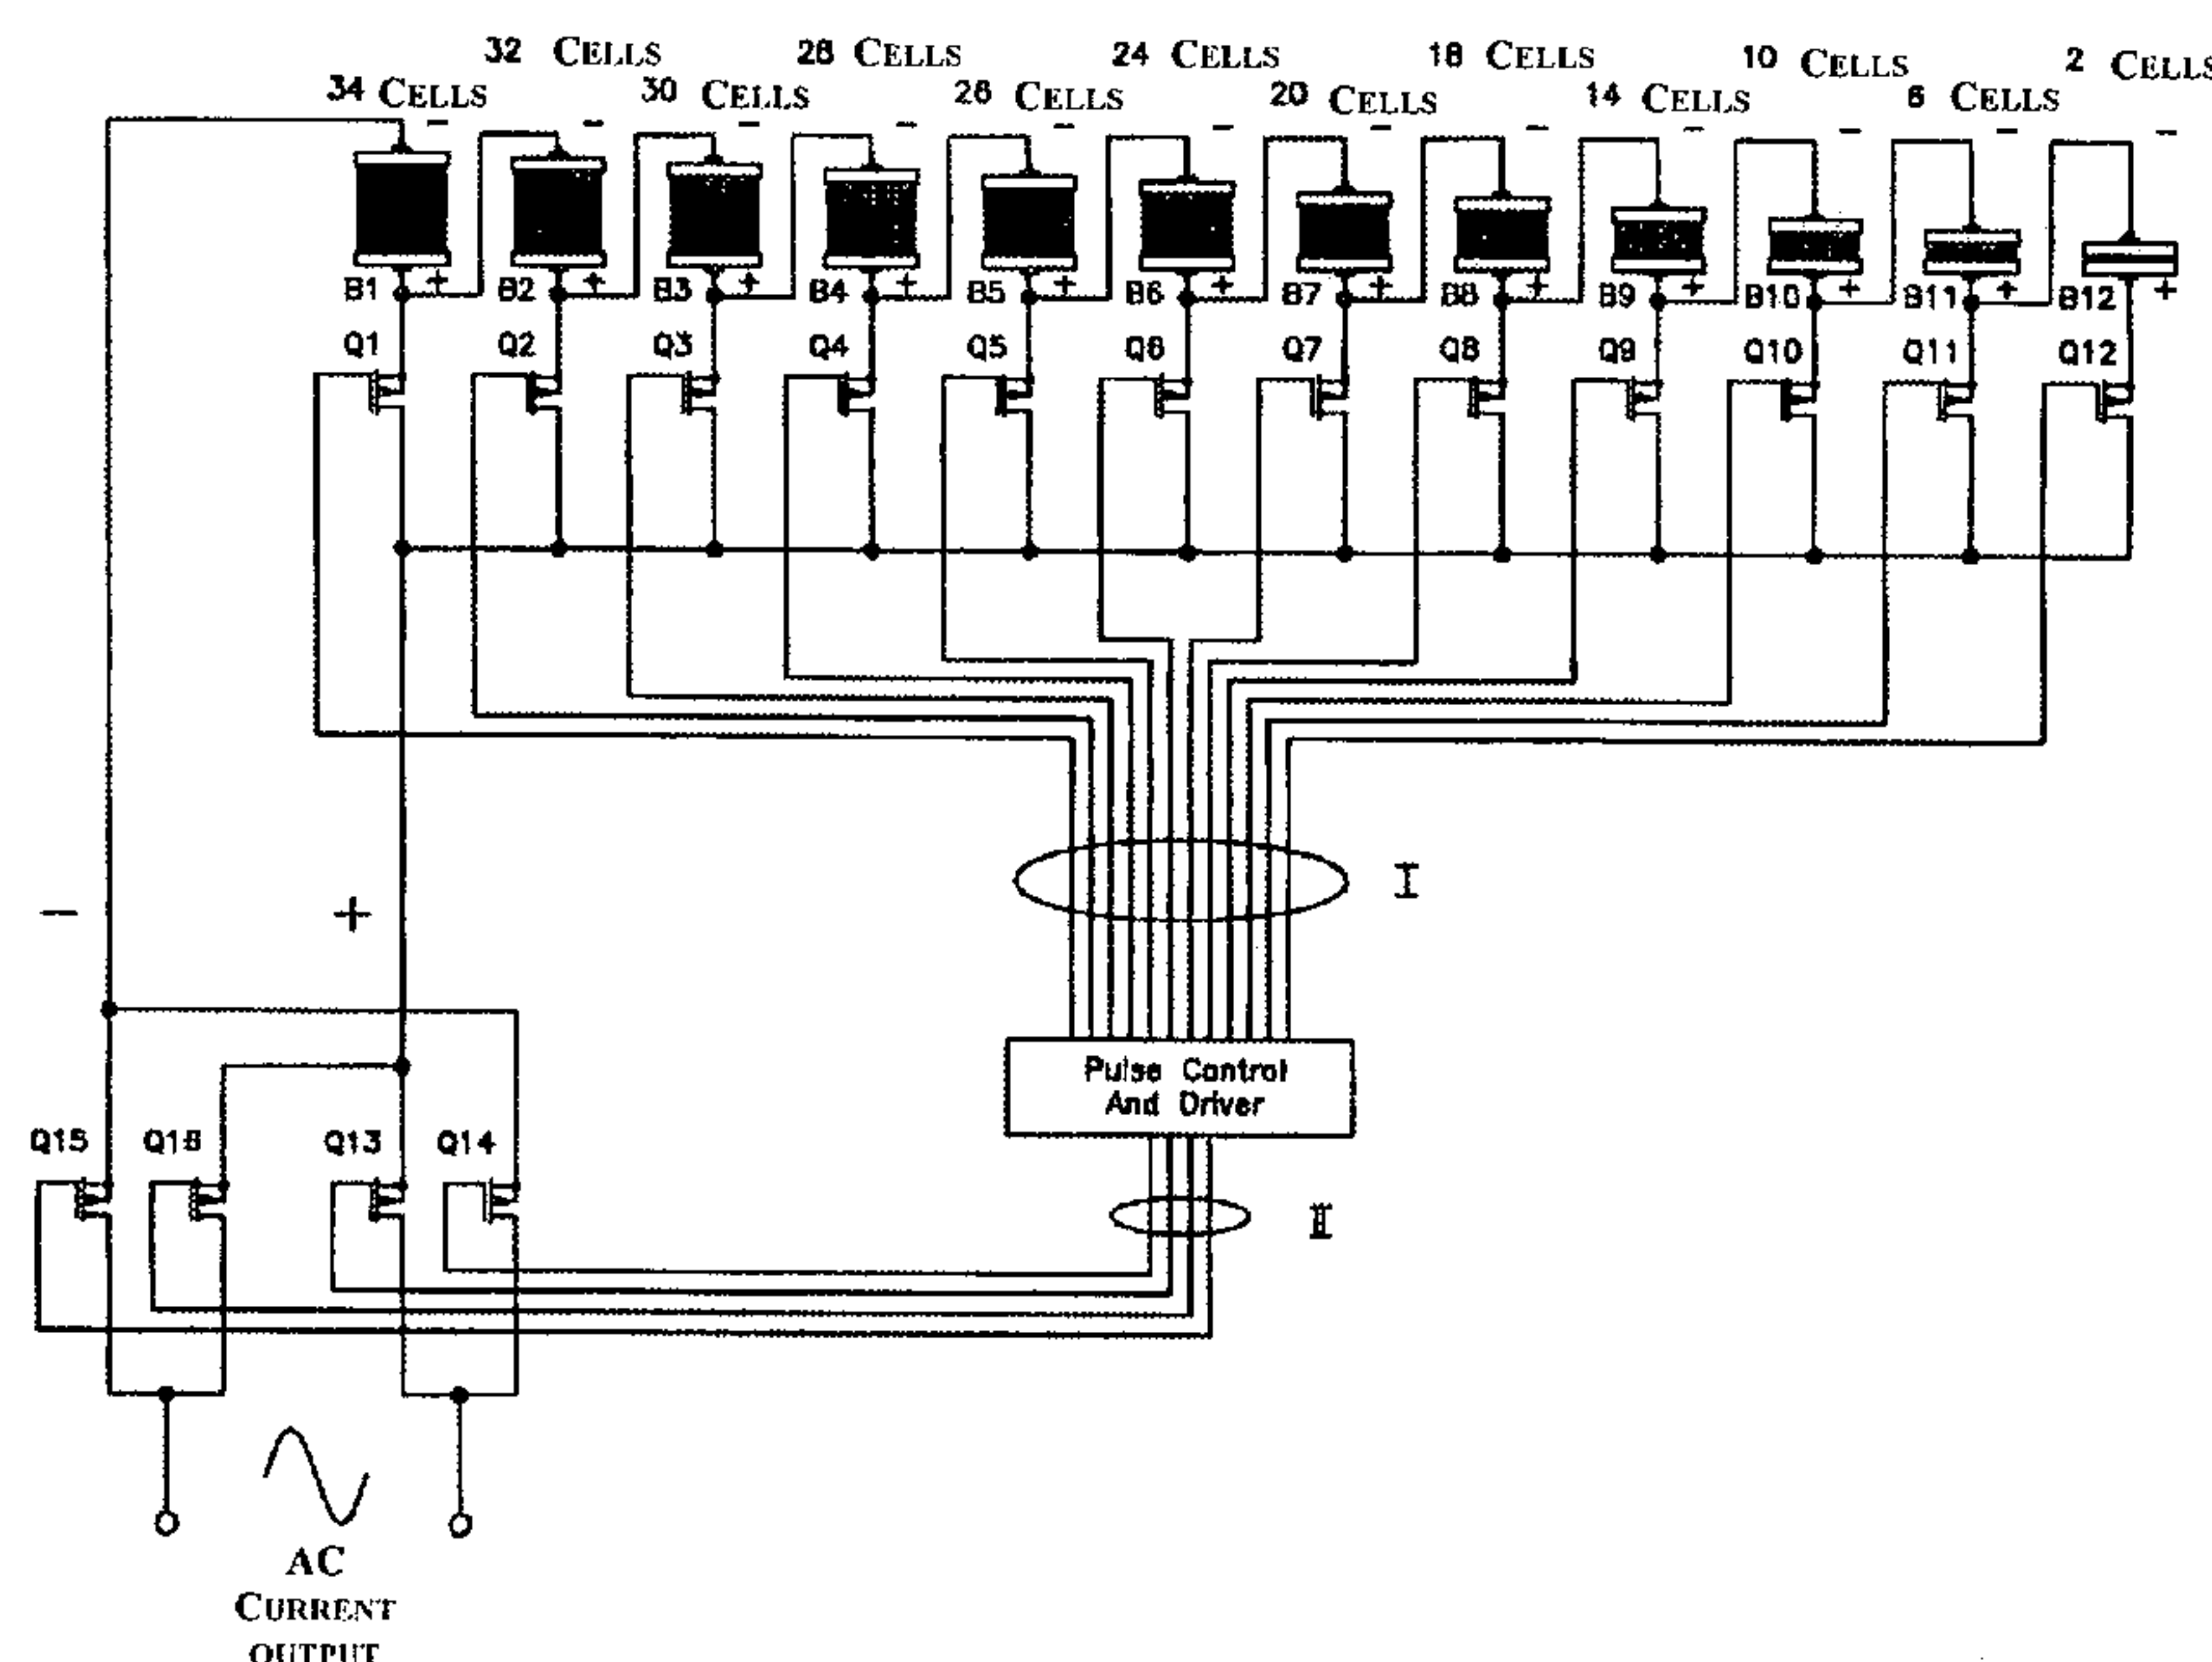 32 CELLS 28 CELLS 24 CELLS 18 CELLS 10 CELLS 2 CELLS
34 CELLS 30 CELLS 26 CELLS 20 CELLS 14 CELLS 6 CELLS
- - - - - - - - - - - -
B1 + B2 + B3 + B4 + B5 + B6 + B7 + B8 + B9 + B10 + B11 + B12 +
Q1 Q2 Q3 Q4 Q5 Q6 Q7 Q8 Q9 Q10 Q11 Q12
I
- +
Pulse Control
And Driver
Q15 Q16 Q13 Q14
II
AC
CURRENT
OUTPUT